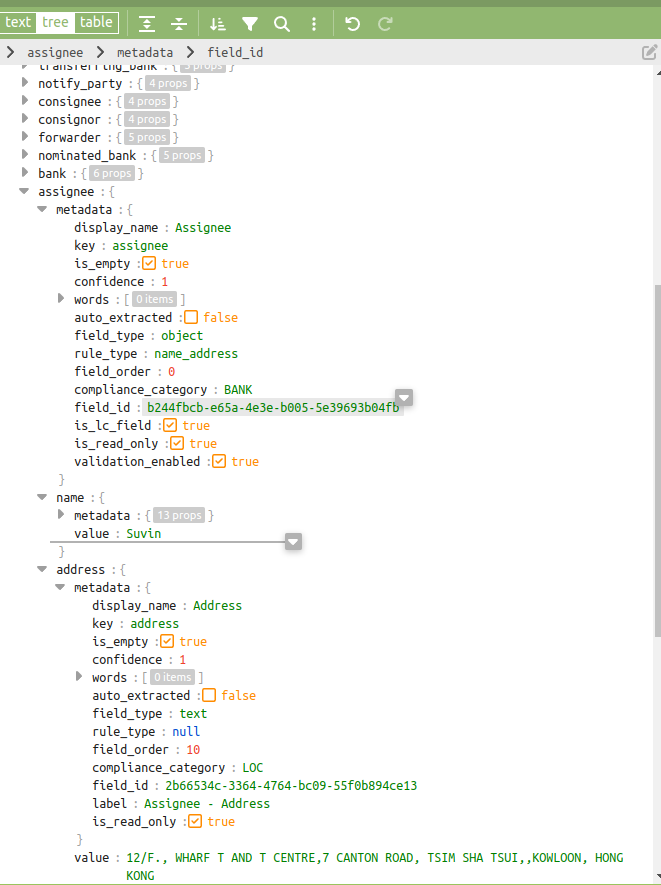 text tree table
assignee metadata field_id
transferring_bank : { 5 props }
notify_party : { 4 props }
consignee : { 4 props }
consignor : { 4 props }
forwarder : { 5 props }
nominated_bank : { 5 props }
bank : { 6 props }
assignee : {
metadata : {
display_name : Assignee
key : assignee
is_empty : true
confidence : 1
words : [ 0 items ]
auto_extracted : false
field_type : object
rule_type : name_address
field_order : 0
compliance_category : BANK
field_id : b244fbcb-e65a-4e3e-b005-5e39693b04fb
is_lc_field : true
is_read_only : true
validation_enabled : true
}
name : {
metadata : { 13 props }
value : Suvin
}
address : {
metadata : {
display_name : Address
key : address
is_empty : true
confidence : 1
words : [ 0 items ]
auto_extracted : false
field_type : text
rule_type : null
field_order : 10
compliance_category : LOC
field_id : 2b66534c-3364-4764-bc09-55f0b894ce13
label : Assignee - Address
is_read_only : true
}
value : 12/F., WHARF T AND T CENTRE,7 CANTON ROAD, TSIM SHA TSUI,,KOWLOON, HONG
KONG